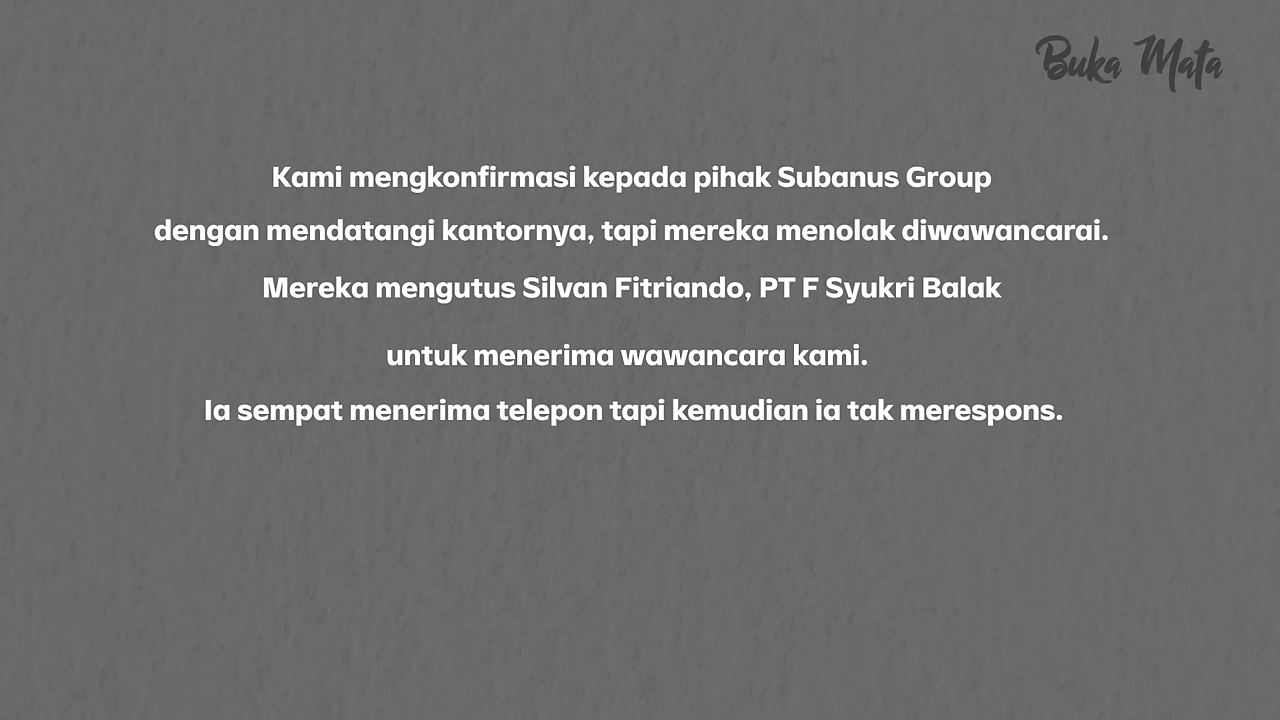 Buka Mata
Kami mengkonfirmasi kepada pihak Subanus Group
dengan mendatangi kantornya, tapi mereka menolak diwawancarai.
Mereka mengutus Silvan Fitriando, PT F Syukri Balak
untuk menerima wawancara kami.
Ia sempat menerima telepon tapi kemudian ia tak merespons.